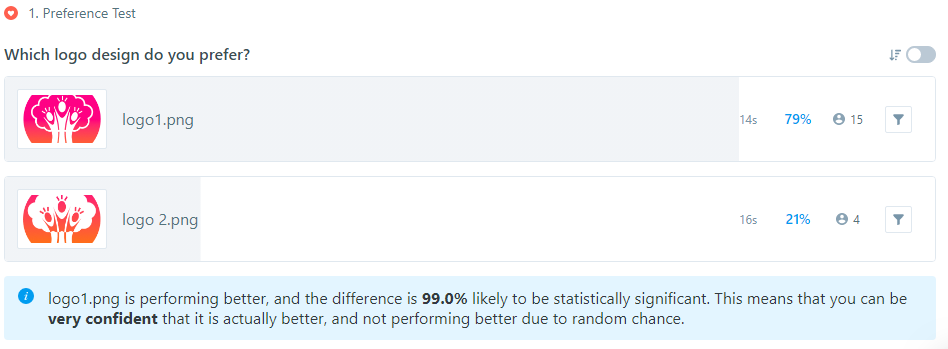 1. Preference Test
Which logo design do you prefer?
logo1.png 14s 79% 15
logo 2.png 16s 21% 4
logo1.png is performing better, and the difference is 99.0% likely to be statistically significant. This means that you can be
very confident that it is actually better, and not performing better due to random chance.